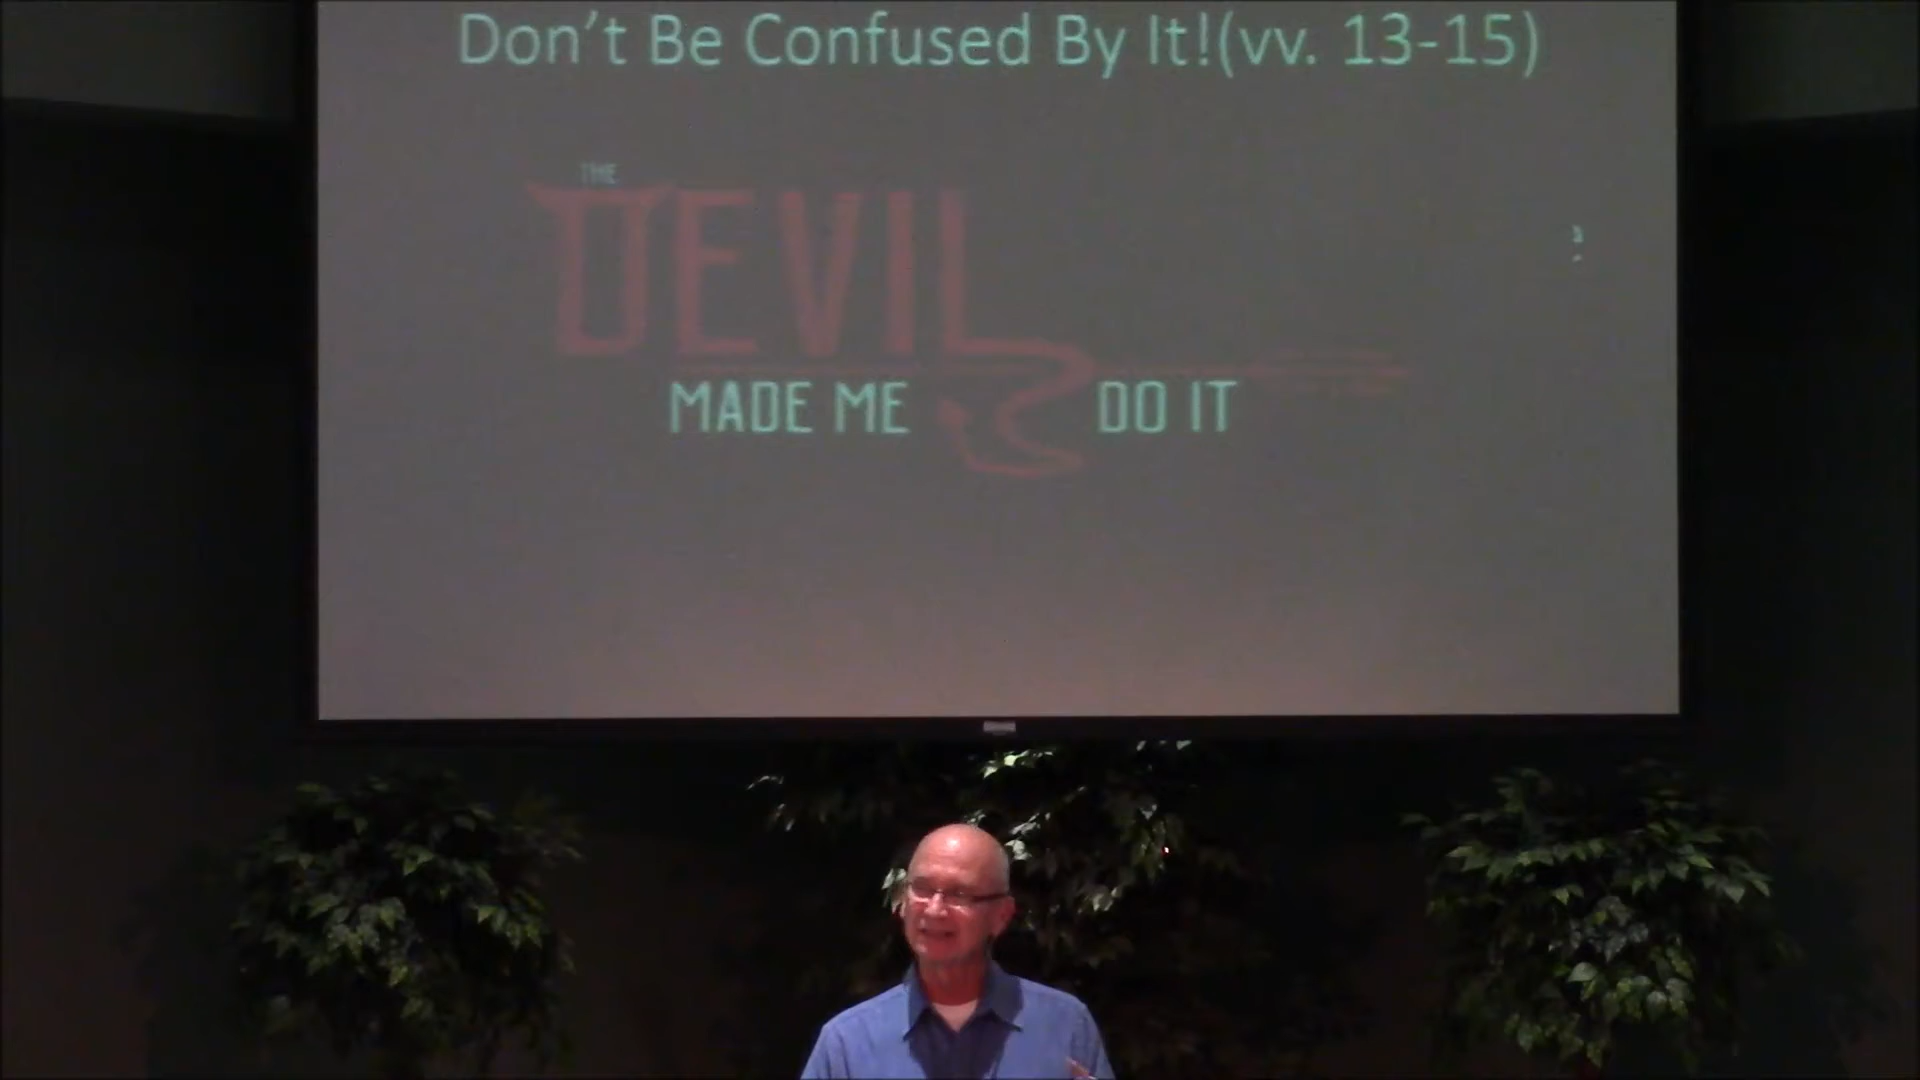 Don't Be Confused By It!(vv. 13-15)
THE
DEVIL
MADE ME DO IT